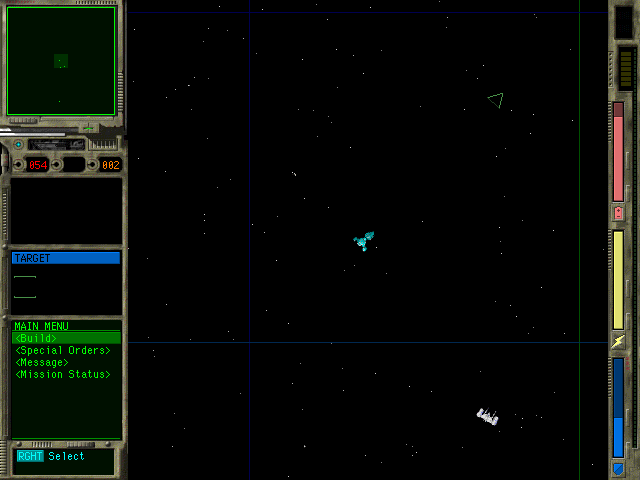 054 002
TARGET
MAIN MENU
<Build>
<Special Orders>
<Message>
<Mission Status>
RGHT Select